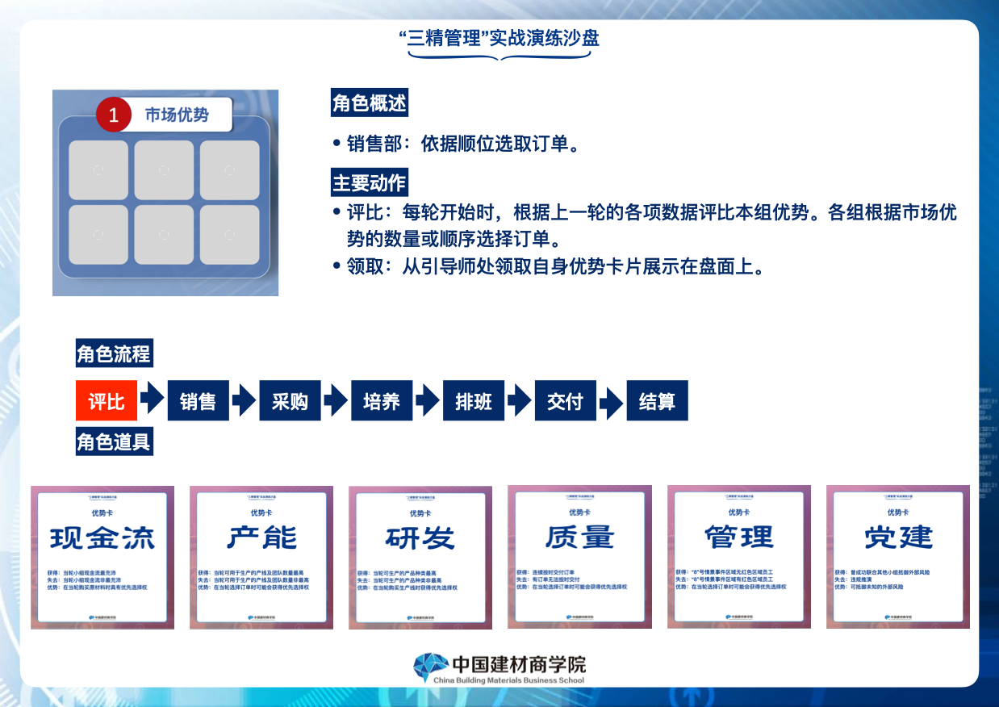 “三精管理”实战演练沙盘
1 市场优势
角色概述
• 销售部：依据顺位选取订单。
主要动作
• 评比：每轮开始时，根据上一轮的各项数据评比本组优势。各组根据市场优
势的数量或顺序选择订单。
• 领取：从引导师处领取自身优势卡片展示在盘面上。
角色流程
评比 销售 采购 培养 排班 交付 结算
角色道具
“三精管理”实战演练沙盘
优势卡
现金流
获得：当轮小组现金流最充沛
失去：当轮小组现金流非最充沛
优势：在当轮购买原材料时具有优先选择权
中国建材商学院
“三精管理”实战演练沙盘
优势卡
产能
获得：当轮可用于生产的产线及团队数量最高
失去：当轮可用于生产的产线及团队数量非最高
优势：在当轮选择订单时可能会获得优先选择权
中国建材商学院
“三精管理”实战演练沙盘
优势卡
研发
获得：当轮可生产的产品种类最高
失去：当轮可生产的产品种类非最高
优势：在当轮购买生产线时获得优先选择权
中国建材商学院
“三精管理”实战演练沙盘
优势卡
质量
获得：连续按时交付订单
失去：有订单无法按时交付
优势：在当轮选择订单时可能会获得优先选择权
中国建材商学院
“三精管理”实战演练沙盘
优势卡
管理
获得：“8”号情景事件区域无红色区域员工
失去：“8”号情景事件区域有红色区域员工
优势：在当轮选择订单时可能会获得优先选择权
中国建材商学院
“三精管理”实战演练沙盘
优势卡
党建
获得：曾成功联合其他小组抵御外部风险
失去：违规推演
优势：可抵御未知的外部风险
中国建材商学院
中国建材商学院
China Building Materials Business School